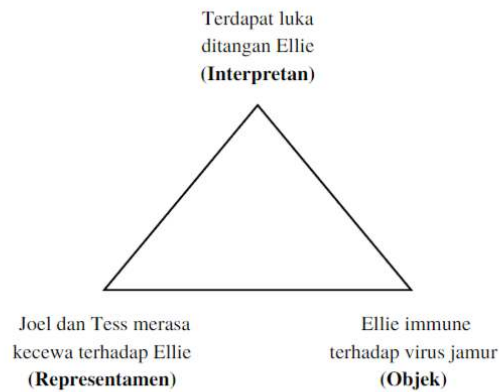 Terdapat luka
ditangan Ellie
(Interpretan)
Joel dan Tess merasa
kecewa terhadap Ellie
(Representamen)
Ellie immune
terhadap virus jamur
(Objek)